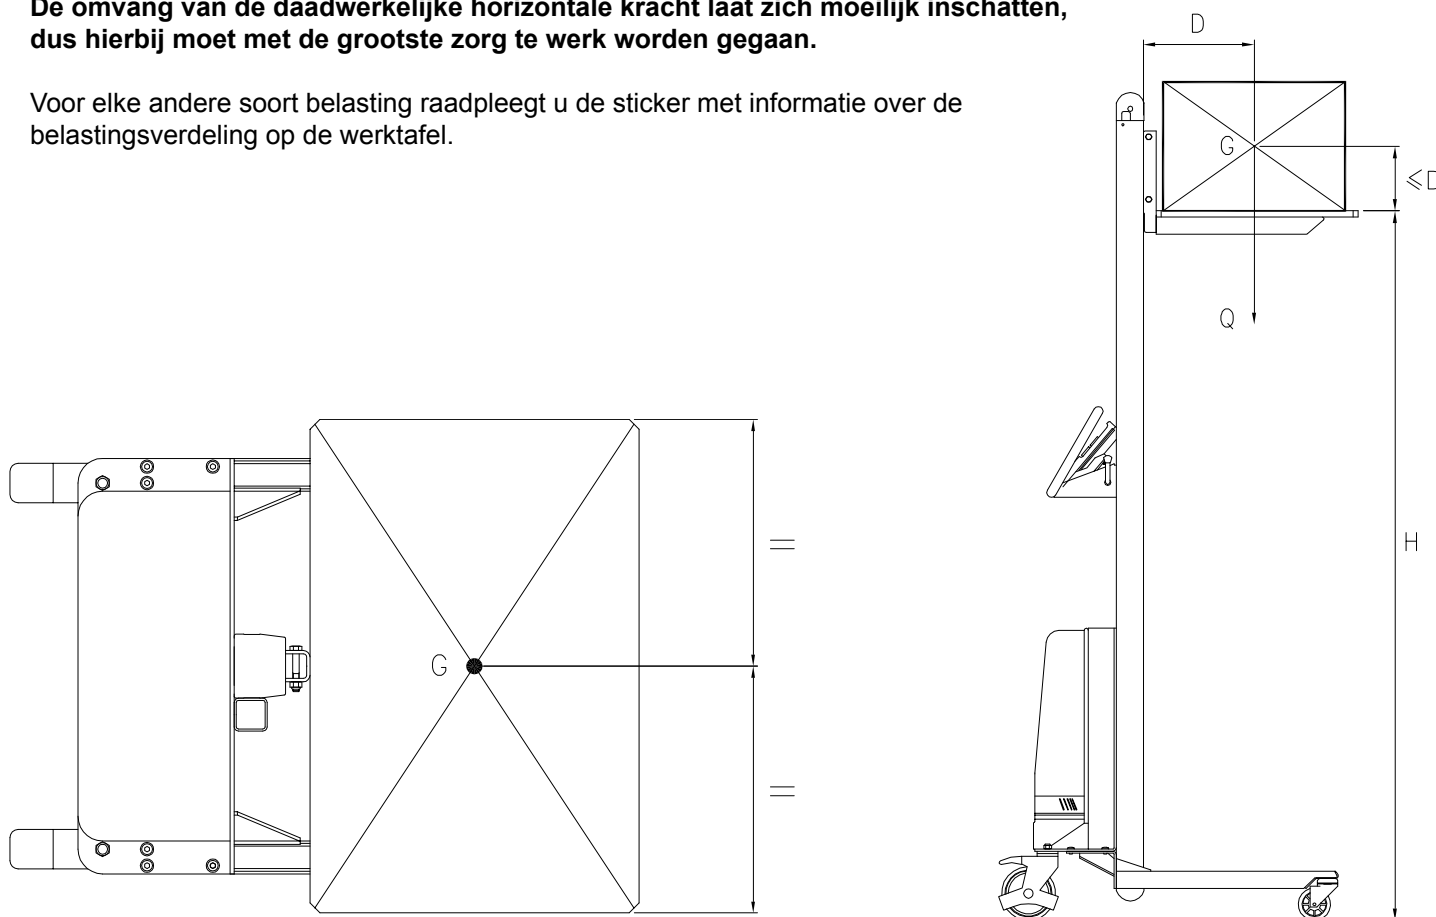 De omvang van de daadwerkelijke horizontale kracht laat zich moeilijk inschatten,
dus hierbij moet met de grootste zorg te werk worden gegaan.
Voor elke andere soort belasting raadpleegt u de sticker met informatie over de
belastingsverdeling op de werktafel.
D
G
≤D
Q
H
=
G
=